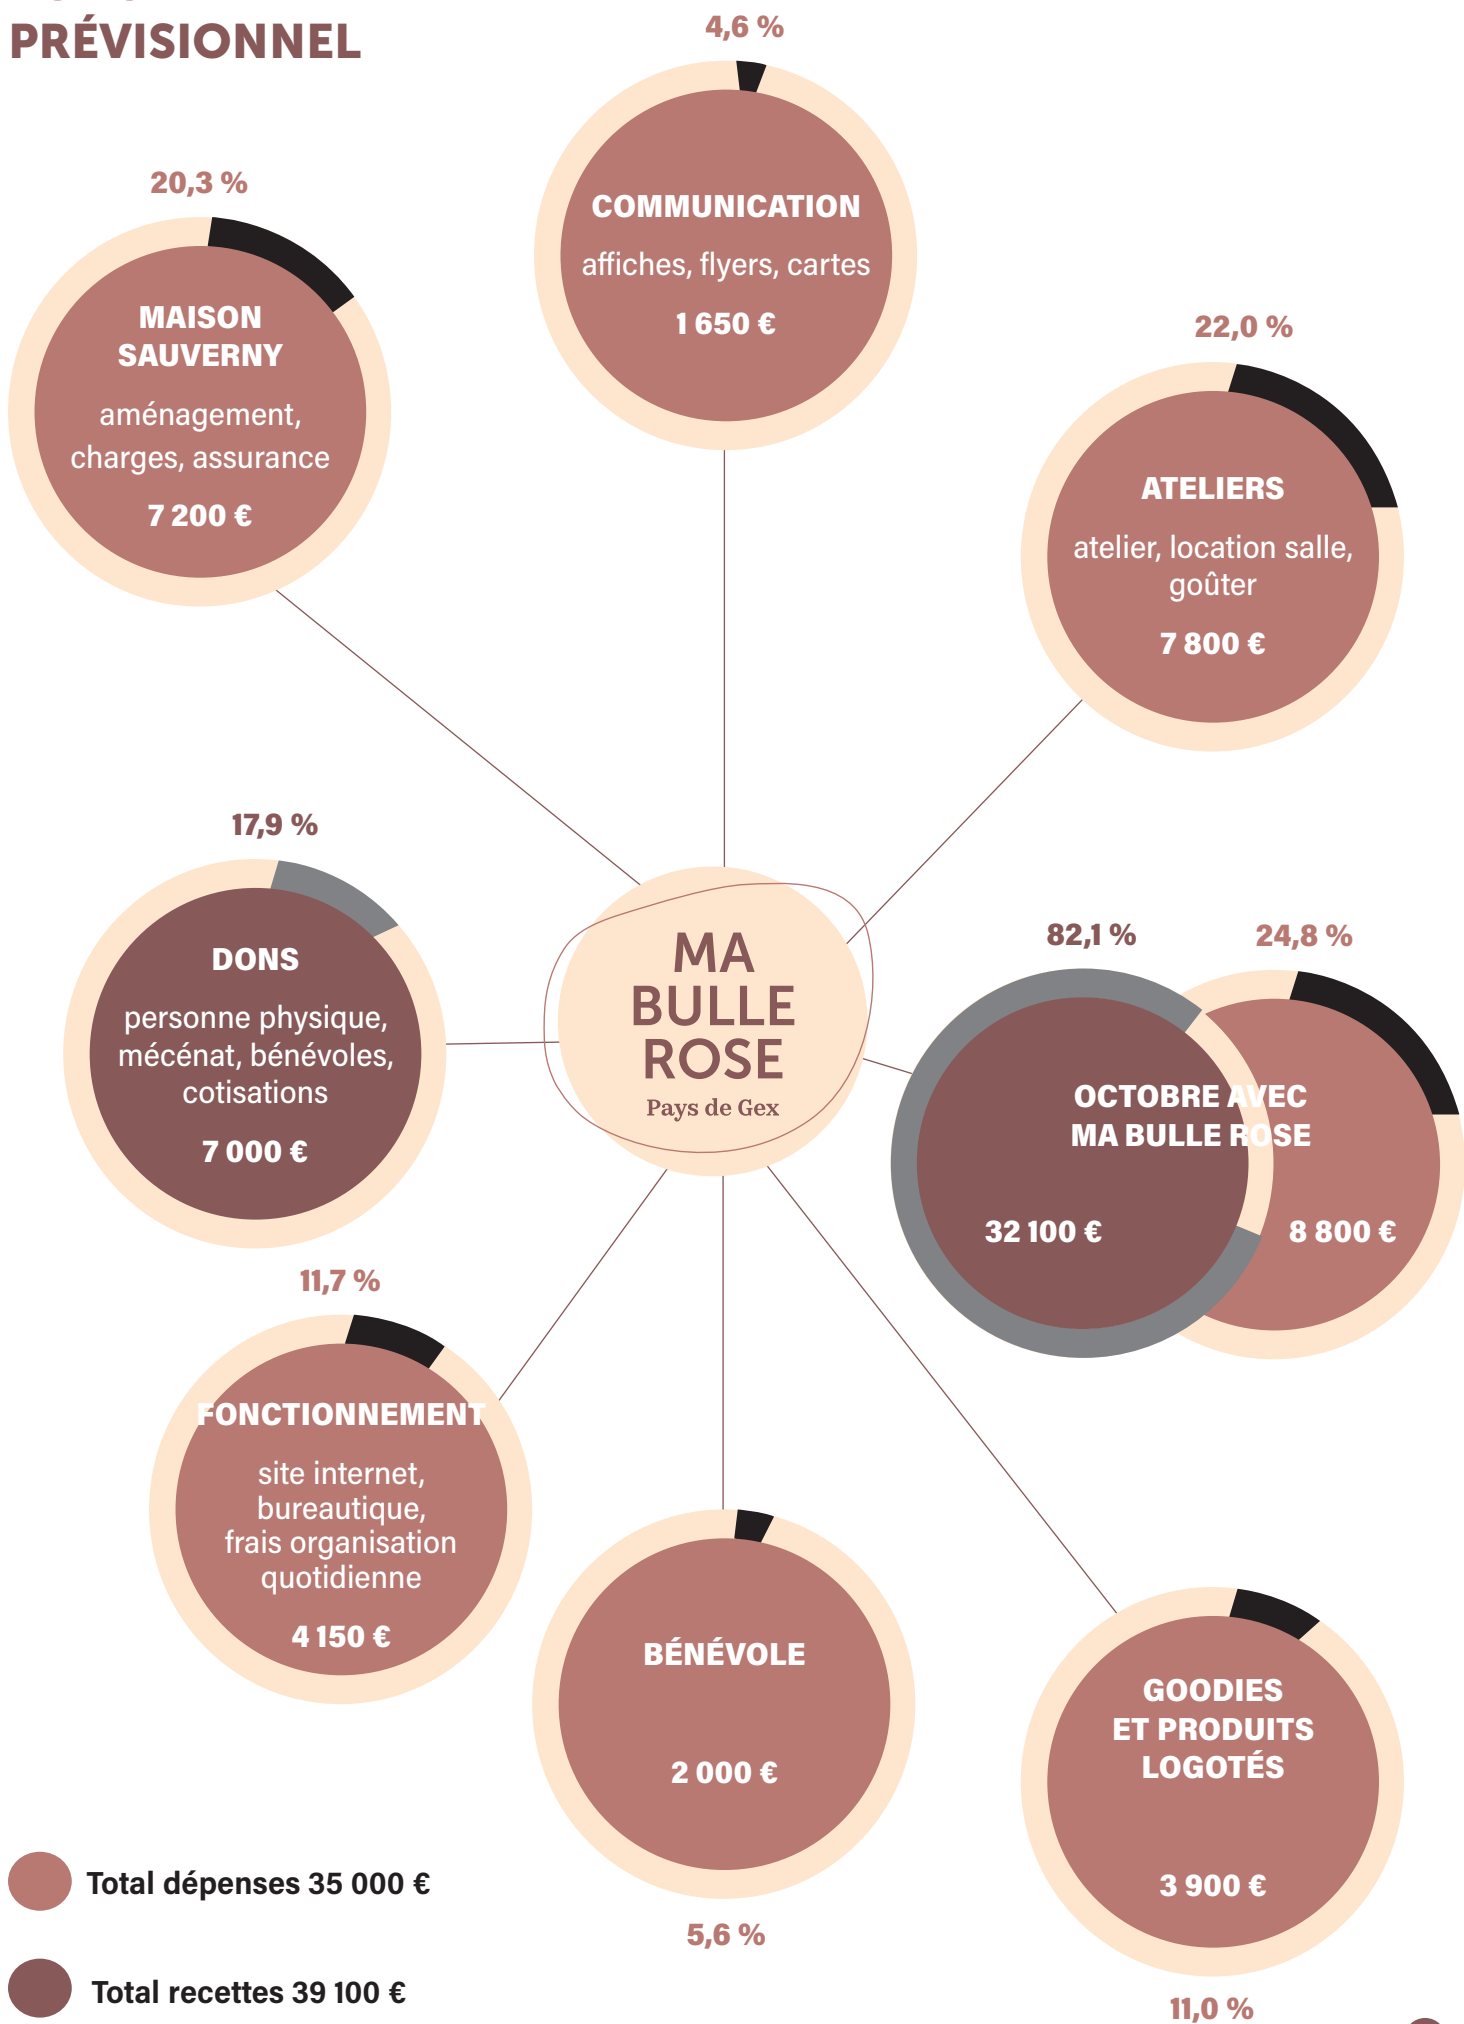 PRÉVISIONNEL
4,6 %
COMMUNICATION
affiches, flyers, cartes
1 650 €
20,3 %
MAISON
SAUVERNY
aménagement,
charges, assurance
7 200 €
22,0 %
ATELIERS
atelier, location salle,
goûter
7 800 €
17,9 %
DONS
personne physique,
mécénat, bénévoles,
cotisations
7 000 €
MA
BULLE
ROSE
Pays de Gex
82,1 %
24,8 %
OCTOBRE AVEC
MA BULLE ROSE
32 100 €
8 800 €
11,7 %
FONCTIONNEMENT
site internet,
bureautique,
frais organisation
quotidienne
4 150 €
BÉNÉVOLE
2 000 €
5,6 %
GOODIES
ET PRODUITS
LOGOTÉS
3 900 €
11,0 %
Total dépenses 35 000 €
Total recettes 39 100 €